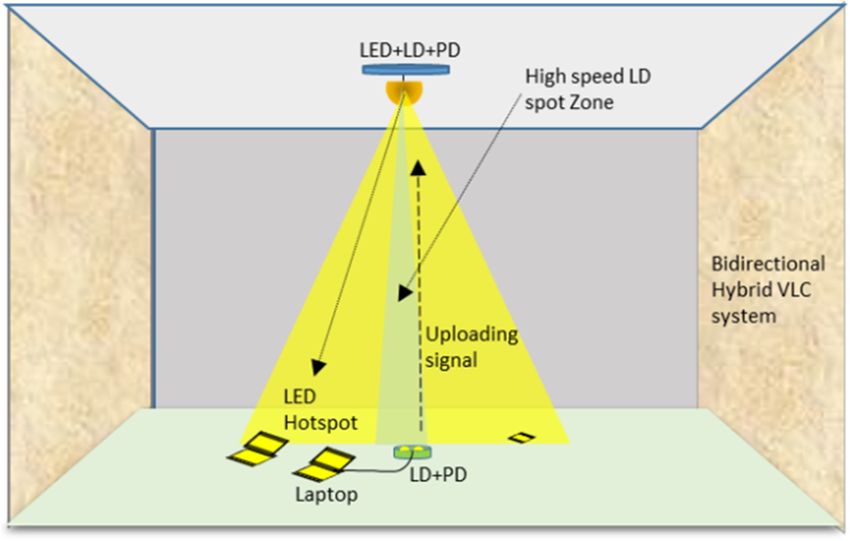 LED+LD+PD
High speed LD
spot Zone
Bidirectional
Hybrid VLC
system
Uploading
signal
LED
Hotspot
LD+PD
Laptop